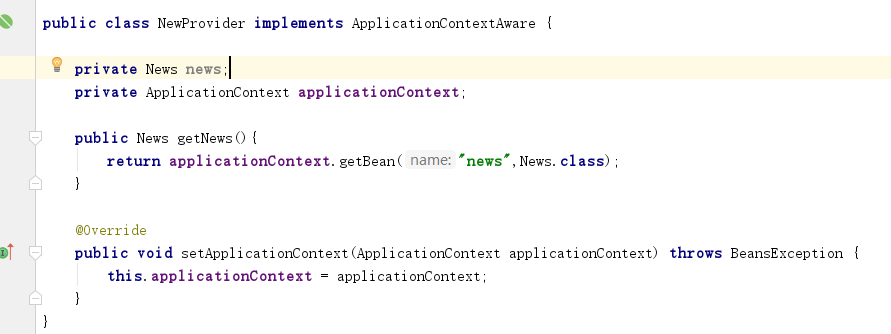 public class NewProvider implements ApplicationContextAware {
private News news;
private ApplicationContext applicationContext;
public News getNews(){
return applicationContext.getBean( name: "news",News.class);
}
@Override
public void setApplicationContext(ApplicationContext applicationContext) throws BeansException {
this.applicationContext = applicationContext;
}
}